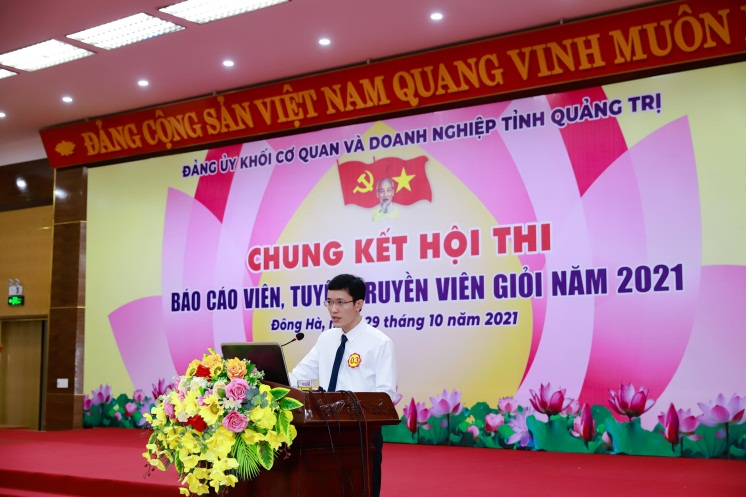 ĐẢNG CỘNG SẢN VIỆT NAM QUANG VINH MUÔN
ĐẢNG ỦY KHỐI CƠ QUAN VÀ DOANH NGHIỆP TỈNH QUẢNG TRỊ
CHUNG KẾT HỘI THI
BÁO CÁO VIÊN, TUYÊN TRUYỀN VIÊN GIỎI NĂM 2021
Đông Hà, 29 tháng 10 năm 2021
03